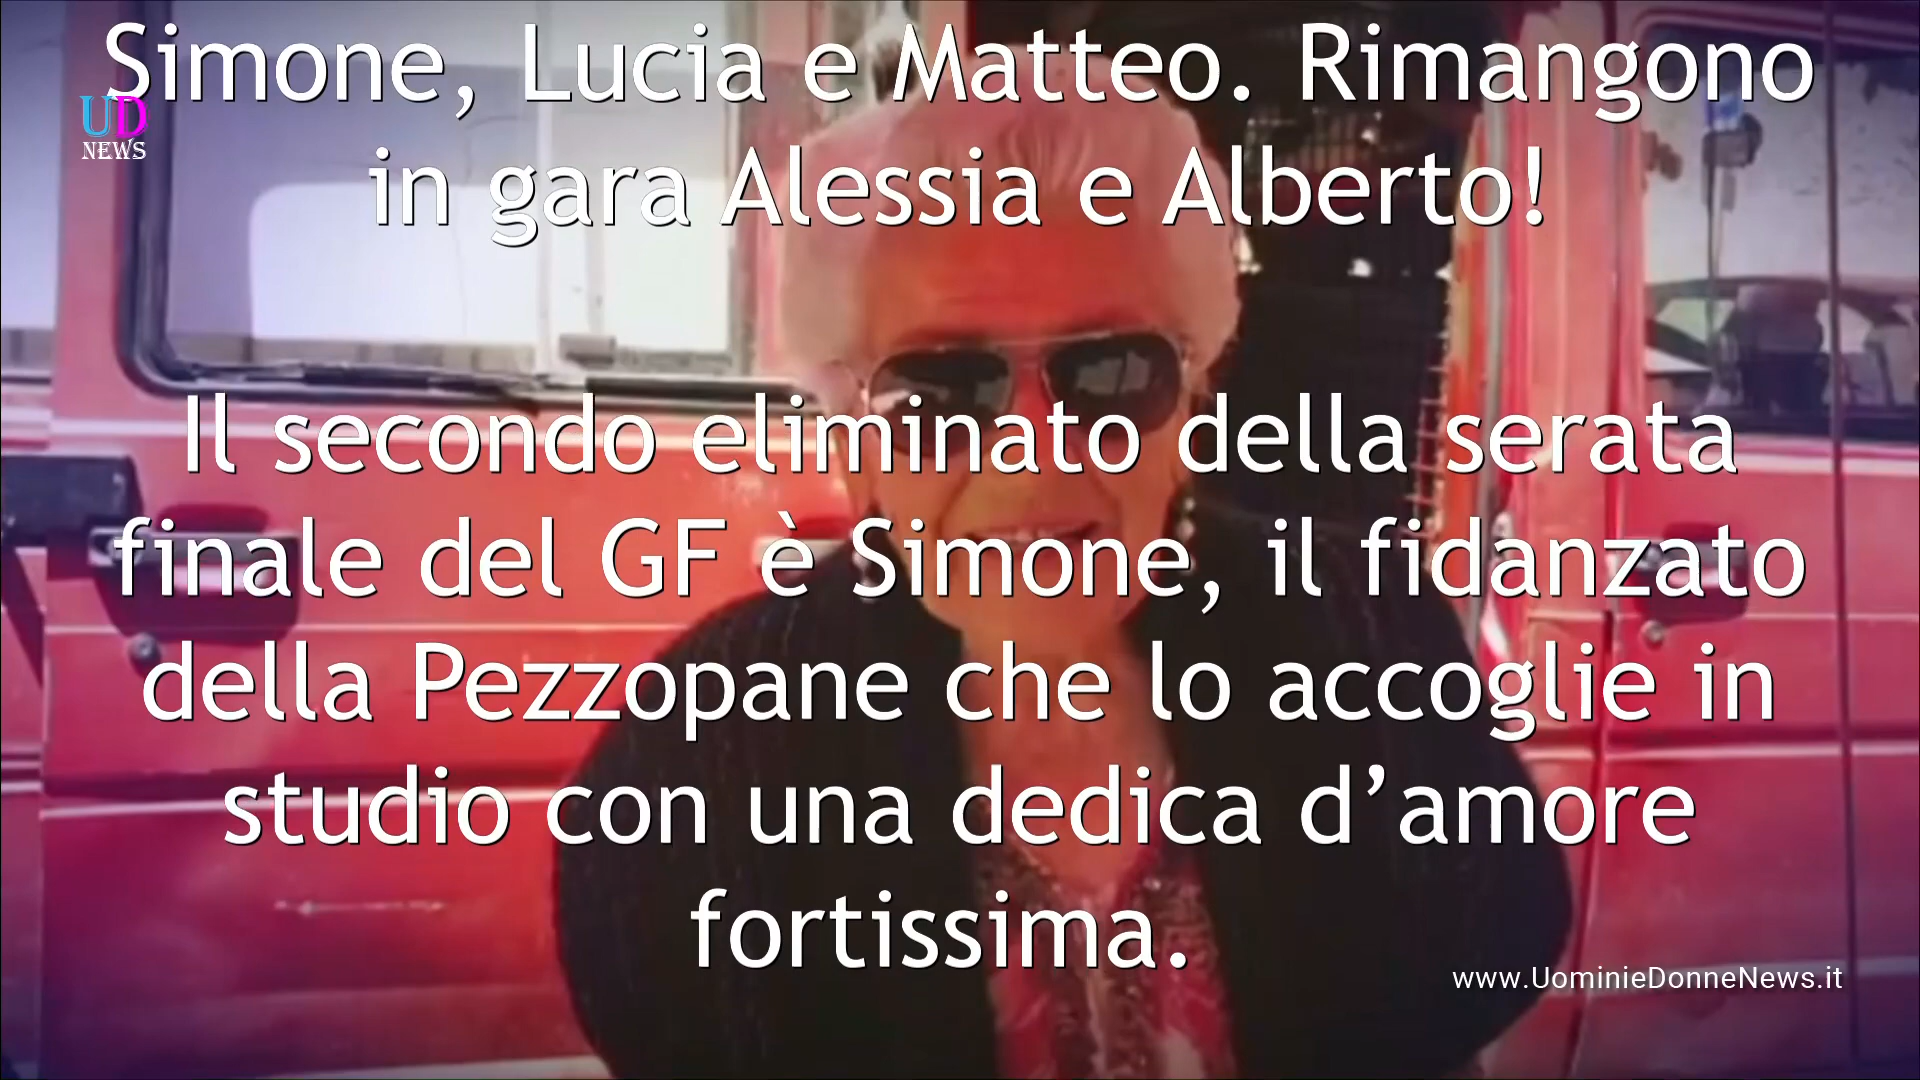 Simone, Lucia e Matteo. Rimangono
UD
NEWS
in gara Alessia e Alberto!
Il secondo eliminato della serata
finale del GF è Simone, il fidanzato
della Pezzopane che lo accoglie in
studio con una dedica d’amore
fortissima.
www.UominieDonneNews.it